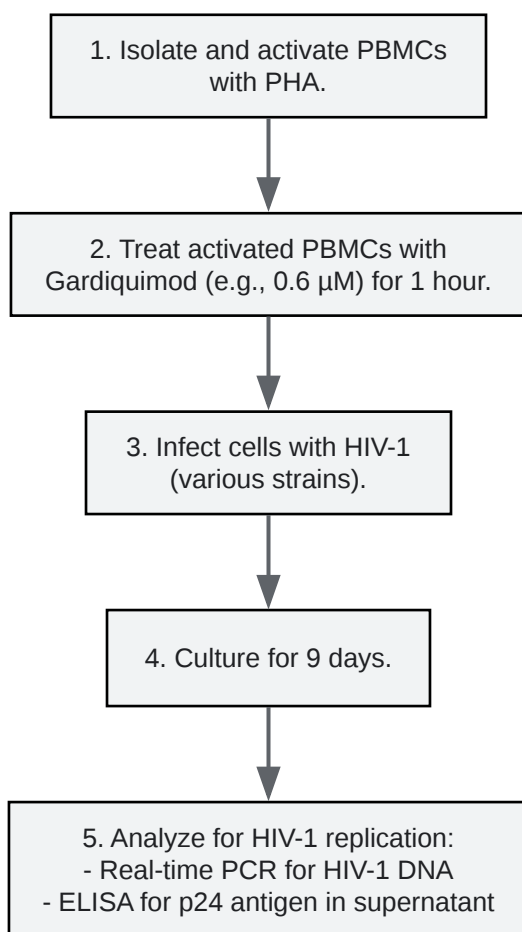 1. Isolate and activate PBMCs
with PHA.
2. Treat activated PBMCs with
Gardiquimod (e.g., 0.6 µM) for 1 hour.
3. Infect cells with HIV-1
(various strains).
4. Culture for 9 days.
5. Analyze for HIV-1 replication:
- Real-time PCR for HIV-1 DNA
- ELISA for p24 antigen in supernatant